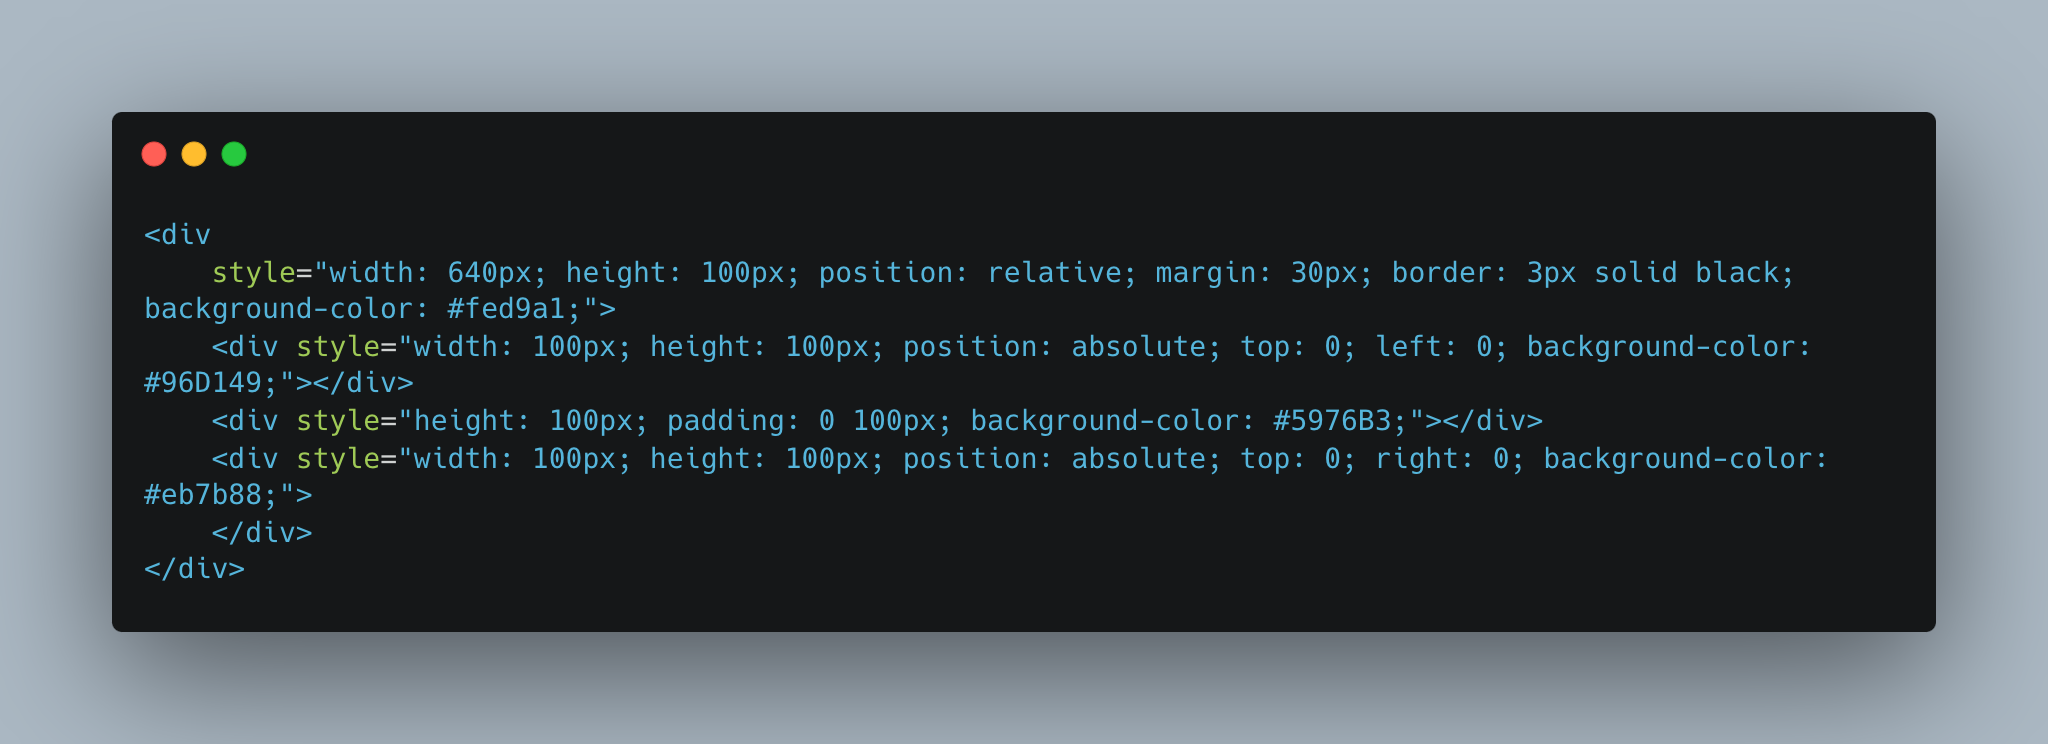 <div
    style="width: 640px; height: 100px; position: relative; margin: 30px; border: 3px solid black;
background-color: #fed9a1;">
    <div style="width: 100px; height: 100px; position: absolute; top: 0; left: 0; background-color:
#96D149;"></div>
    <div style="height: 100px; padding: 0 100px; background-color: #5976B3;"></div>
    <div style="width: 100px; height: 100px; position: absolute; top: 0; right: 0; background-color:
#eb7b88;">
    </div>
</div>